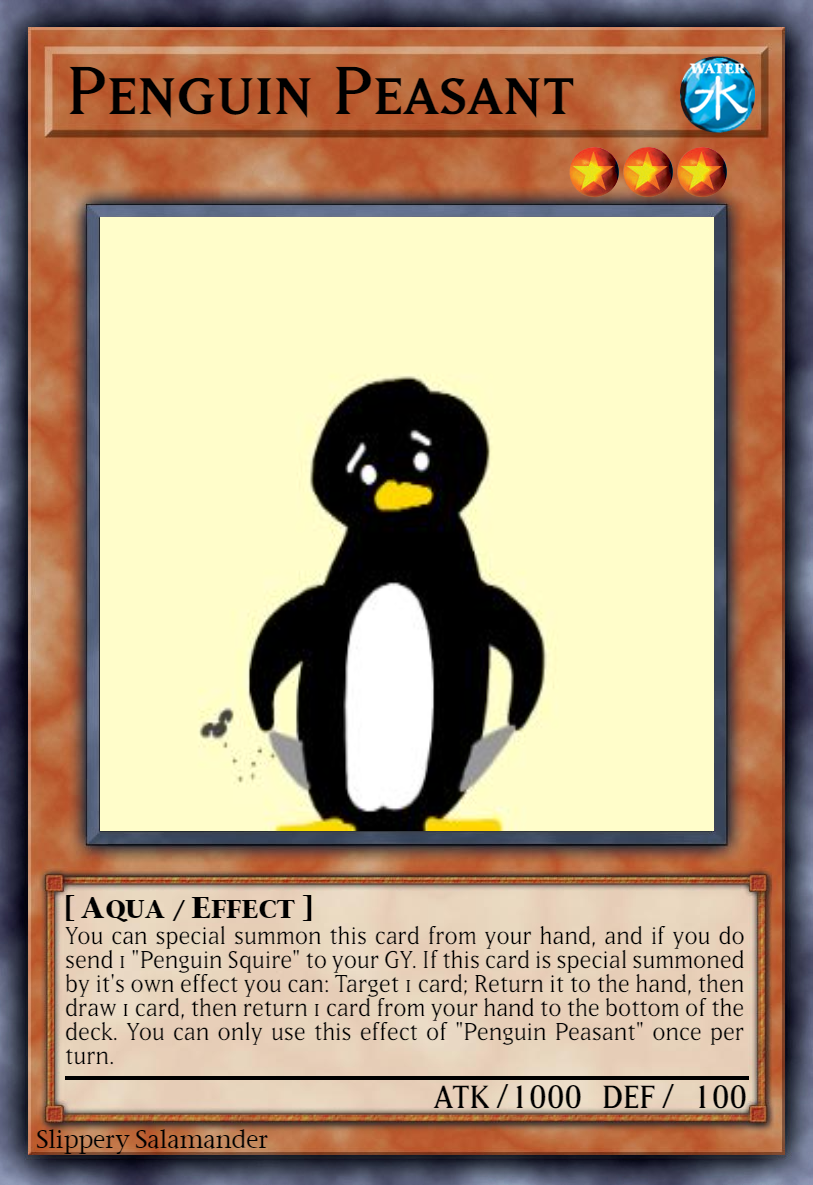 Penguin Peasant
WATER
水
[ Aqua / Effect ]
You can special summon this card from your hand, and if you do
send 1 "Penguin Squire" to your GY. If this card is special summoned
by it's own effect you can: Target 1 card; Return it to the hand, then
draw 1 card, then return 1 card from your hand to the bottom of the
deck. You can only use this effect of "Penguin Peasant" once per
turn.
ATK / 1000 DEF / 100
Slippery Salamander